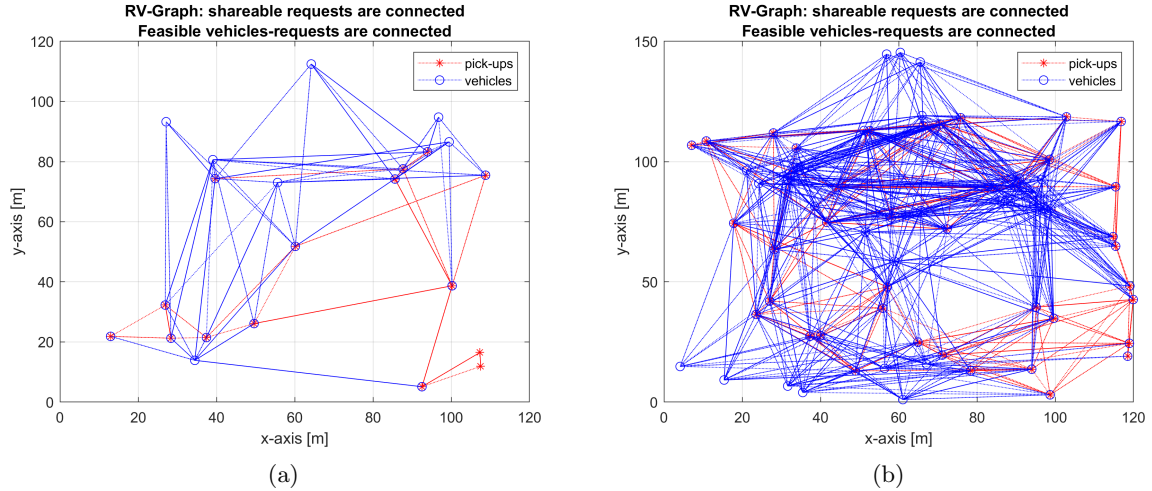 RV-Graph: shareable requests are connected
Feasible vehicles-requests are connected
120
100
80
60
40
20
0
0 20 40 60 80 100 120
y-axis [m]
x-axis [m]
pick-ups
vehicles
(a)
RV-Graph: shareable requests are connected
Feasible vehicles-requests are connected
150
100
50
0
0 20 40 60 80 100 120
y-axis [m]
x-axis [m]
pick-ups
vehicles
(b)